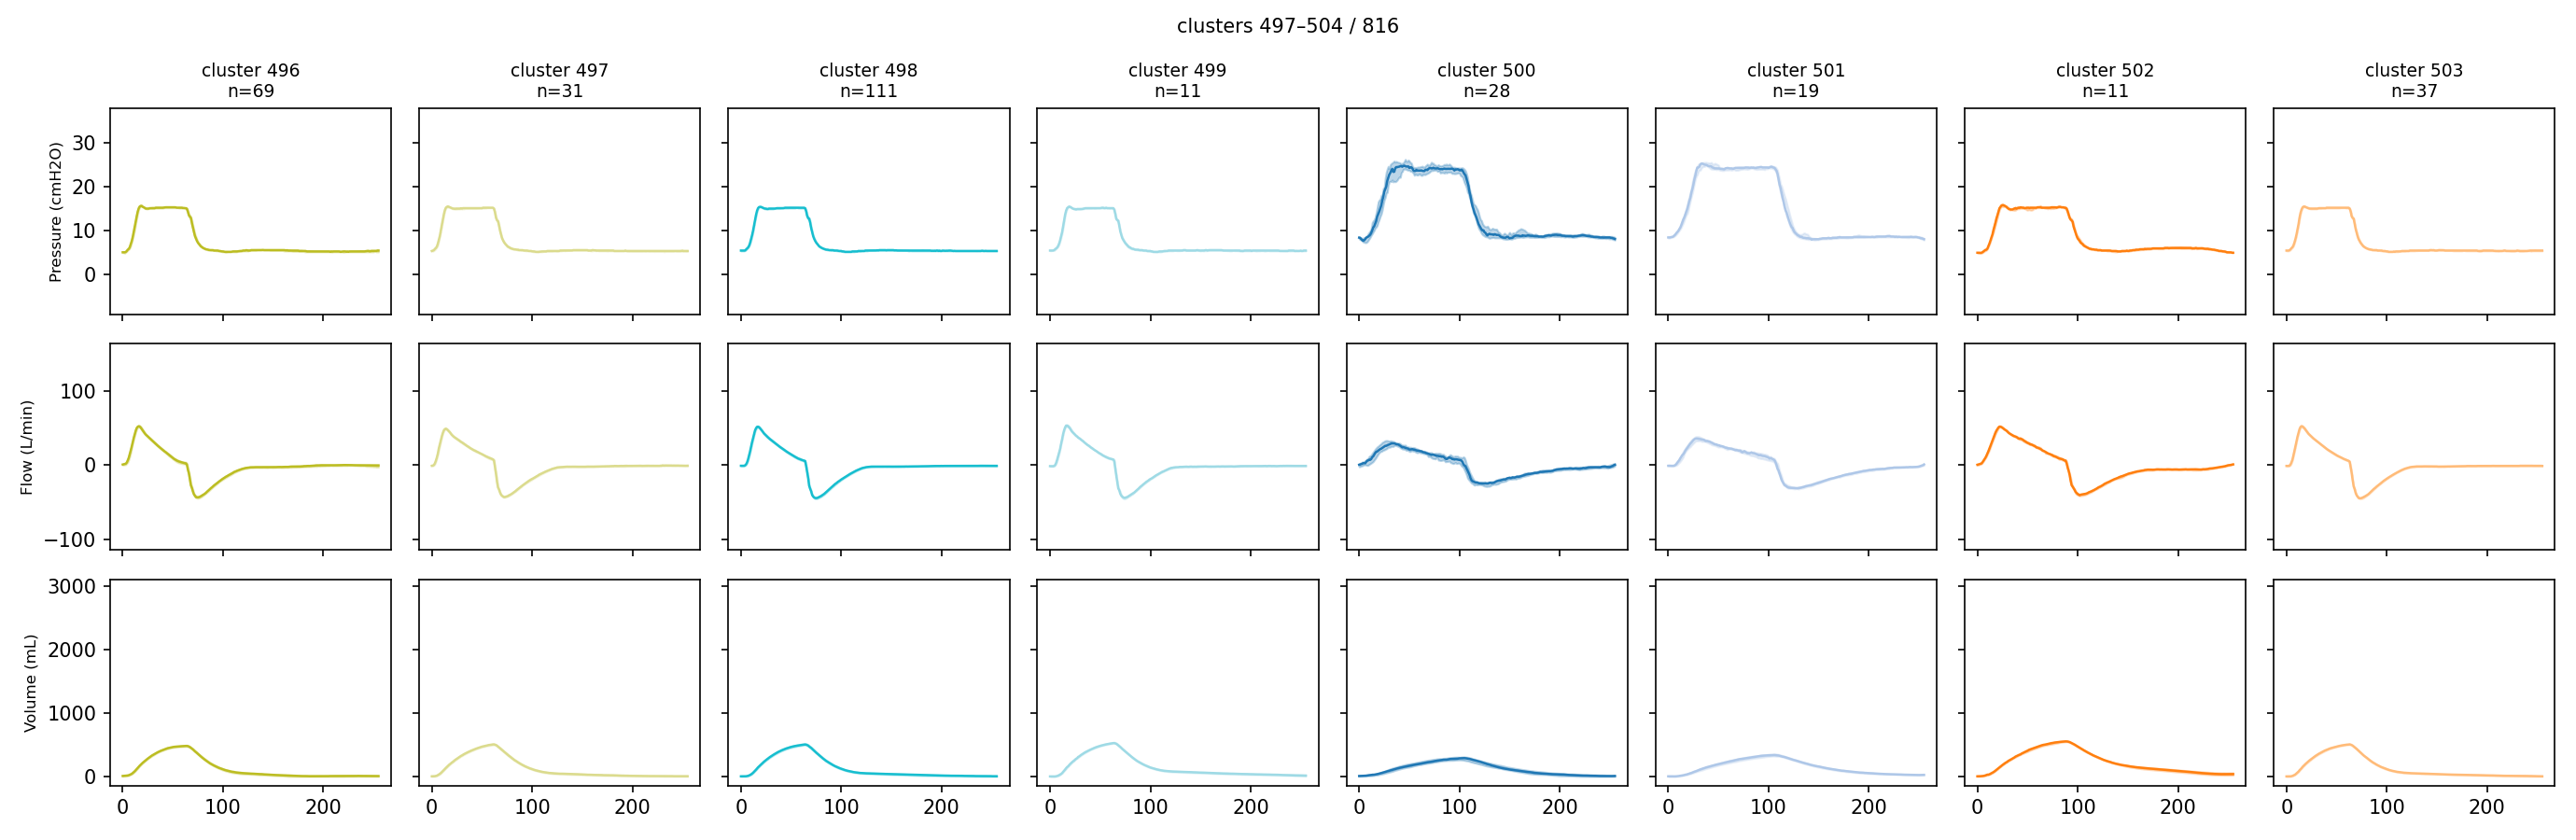 clusters 497–504 / 816
cluster 496
n=69
cluster 497
n=31
cluster 498
n=111
cluster 499
n=11
cluster 500
n=28
cluster 501
n=19
cluster 502
n=11
cluster 503
n=37
Pressure (cmH2O)
30
20
10
0
Flow (L/min)
100
0
−100
Volume (mL)
3000
2000
1000
0
0 100 200
0 100 200
0 100 200
0 100 200
0 100 200
0 100 200
0 100 200
0 100 200